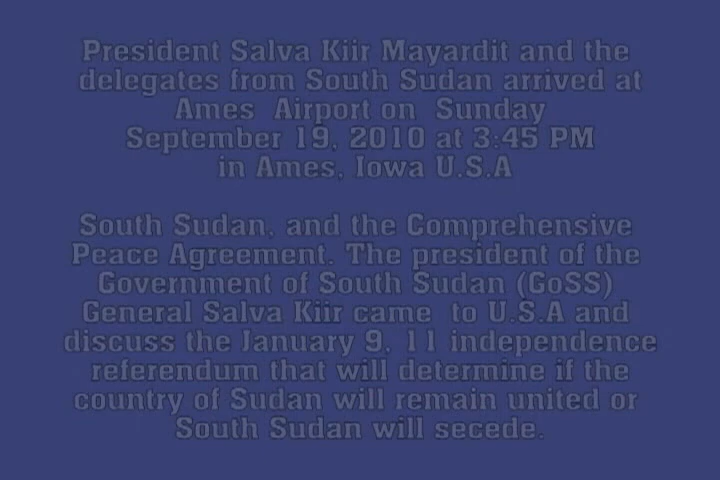 President Salva Kiir Mayardit and the
delegates from South Sudan arrived at
Ames Airport on Sunday
September 19, 2010 at 3:45 PM
in Ames, Iowa U.S.A
South Sudan, and the Comprehensive
Peace Agreement. The president of the
Government of South Sudan (GoSS)
General Salva Kiir came to U.S.A and
discuss the January 9, 11 independence
referendum that will determine if the
country of Sudan will remain united or
South Sudan will secede.